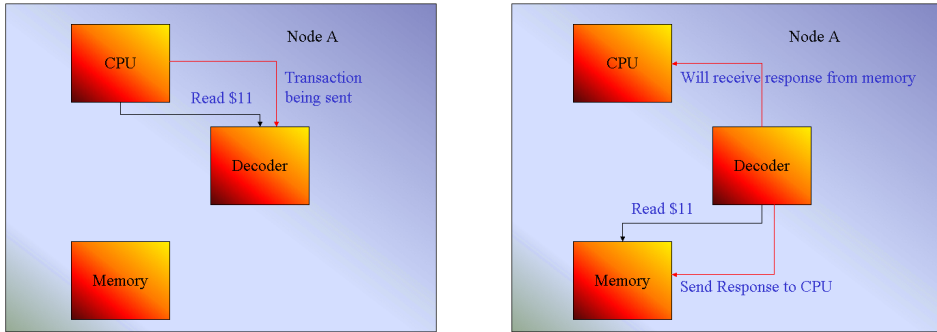 Node A
CPU
Transaction
being sent
Read $11
Decoder
Memory
Node A
CPU
Will receive response from memory
Decoder
Read $11
Memory
Send Response to CPU